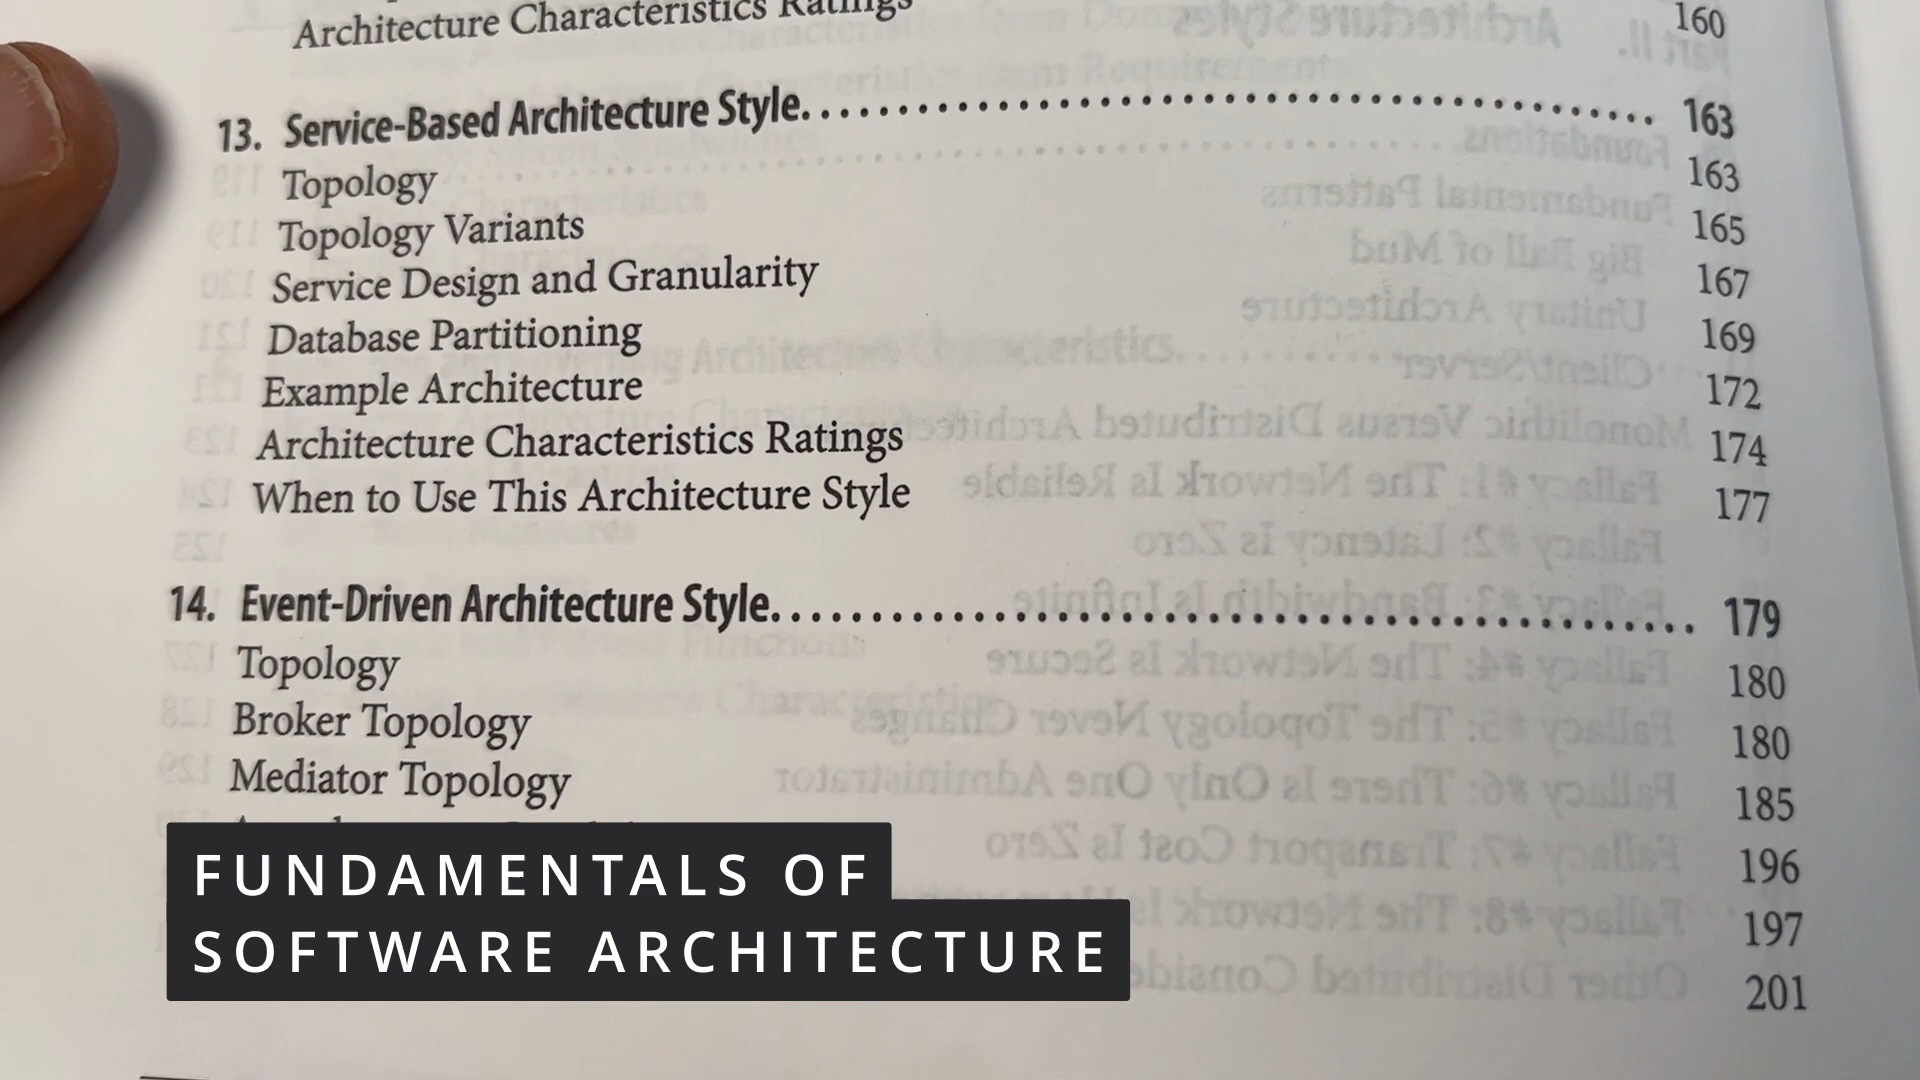 Architecture Characteristics Ratings 160
13. Service-Based Architecture Style. . . . . . . . . . . . . . . . . . . . . . . . . . . . . . . . . . . . . . . . . . . . . . 163
Topology 163
Topology Variants 165
Service Design and Granularity 167
Database Partitioning 169
Example Architecture 172
Architecture Characteristics Ratings 174
When to Use This Architecture Style 177
14. Event-Driven Architecture Style. . . . . . . . . . . . . . . . . . . . . . . . . . . . . . . . . . . . . . . . . . . . . . . . 179
Topology 180
Broker Topology 180
Mediator Topology 185
196
197
201
FUNDAMENTALS OF
SOFTWARE ARCHITECTURE